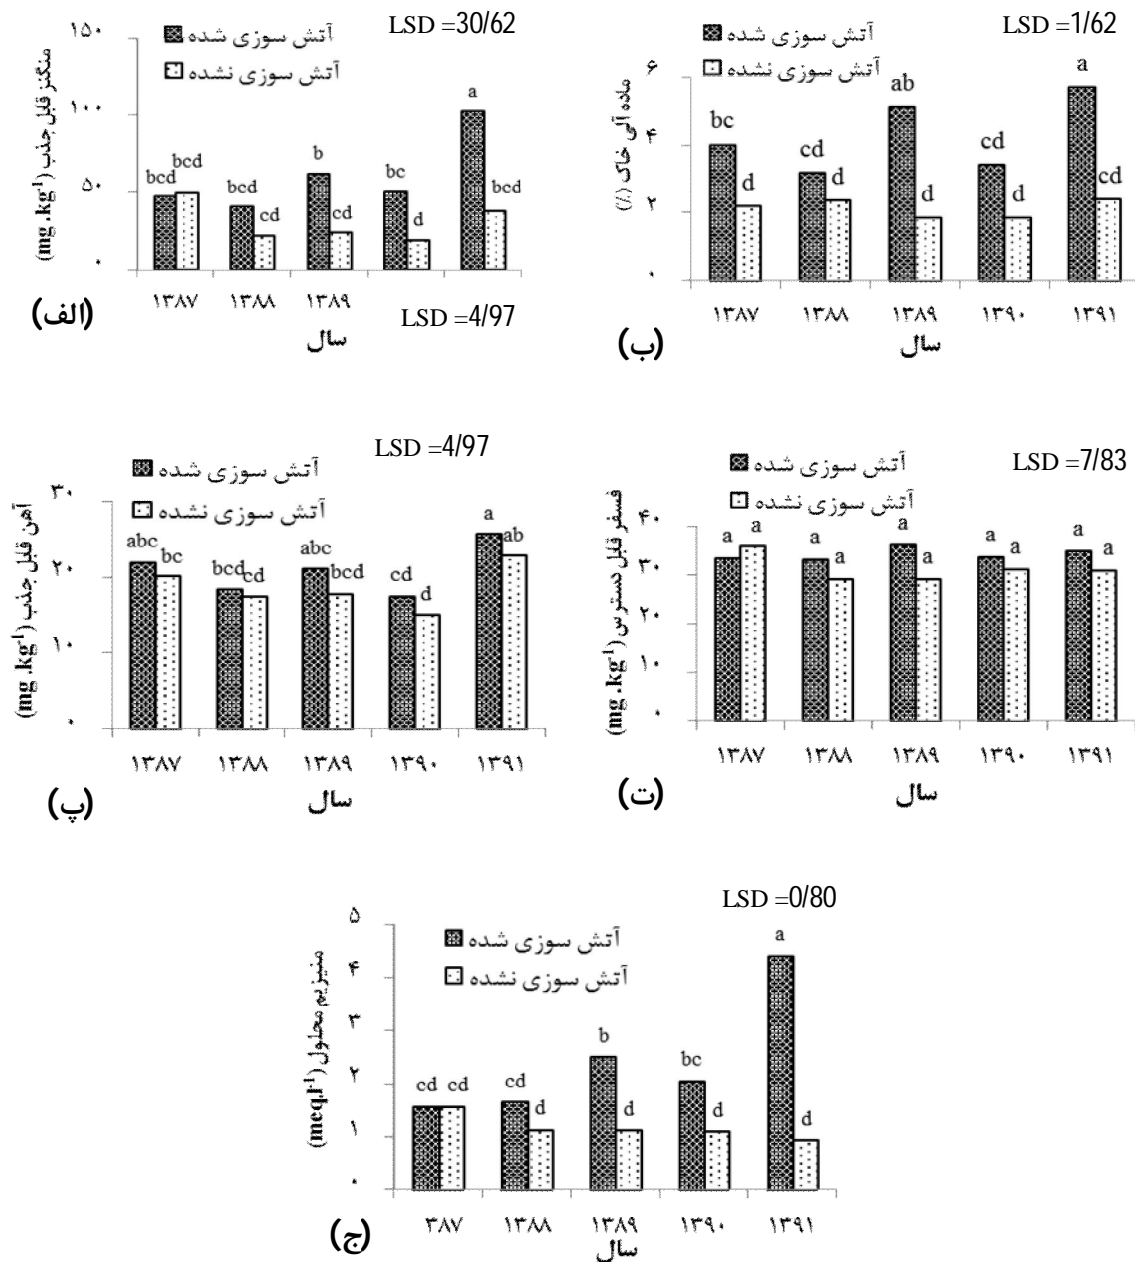 LSD =30/62
آتش سوزی شده
آتش سوزی نشده
منگنز قابل جذب (mg .kg-1)
۱۵۰
۱۰۰
۵۰
۰
bcd bcd bcd cd b cd bc d a bcd
۱۳۸۷ ۱۳۸۸ ۱۳۸۹
سال
(الف)
LSD =4/97
LSD =1/62
آتش سوزی شده
آتش سوزی نشده
ماده آلی خاک (٪)
۶
۴
۲
۰
bc d cd d ab d cd d a cd
۱۳۸۷ ۱۳۸۸ ۱۳۸۹ ۱۳۹۰ ۱۳۹۱
سال
(ب)
LSD =4/97
آتش سوزی شده
آتش سوزی نشده
آهن قابل جذب (mg .kg-1)
۳۰
۲۰
۱۰
۰
abc bc bcd cd abc bcd cd d a ab
۱۳۸۷ ۱۳۸۸ ۱۳۸۹ ۱۳۹۰ ۱۳۹۱
سال
(پ)
LSD =7/83
آتش سوزی شده
آتش سوزی نشده
فسفر قابل دسترس (mg .kg-1)
۴۰
۳۰
۲۰
۱۰
۰
a a a a a a a a a a
۱۳۸۷ ۱۳۸۸ ۱۳۸۹ ۱۳۹۰ ۱۳۹۱
سال
(ت)
LSD =0/80
آتش سوزی شده
آتش سوزی نشده
منیزیم محلول (meq.l-1)
۵
۴
۳
۲
۱
۰
cd cd cd d b d bc d a d
۳۸۷ ۱۳۸۸ ۱۳۸۹ ۱۳۹۰ ۱۳۹۱
سال
(ج)